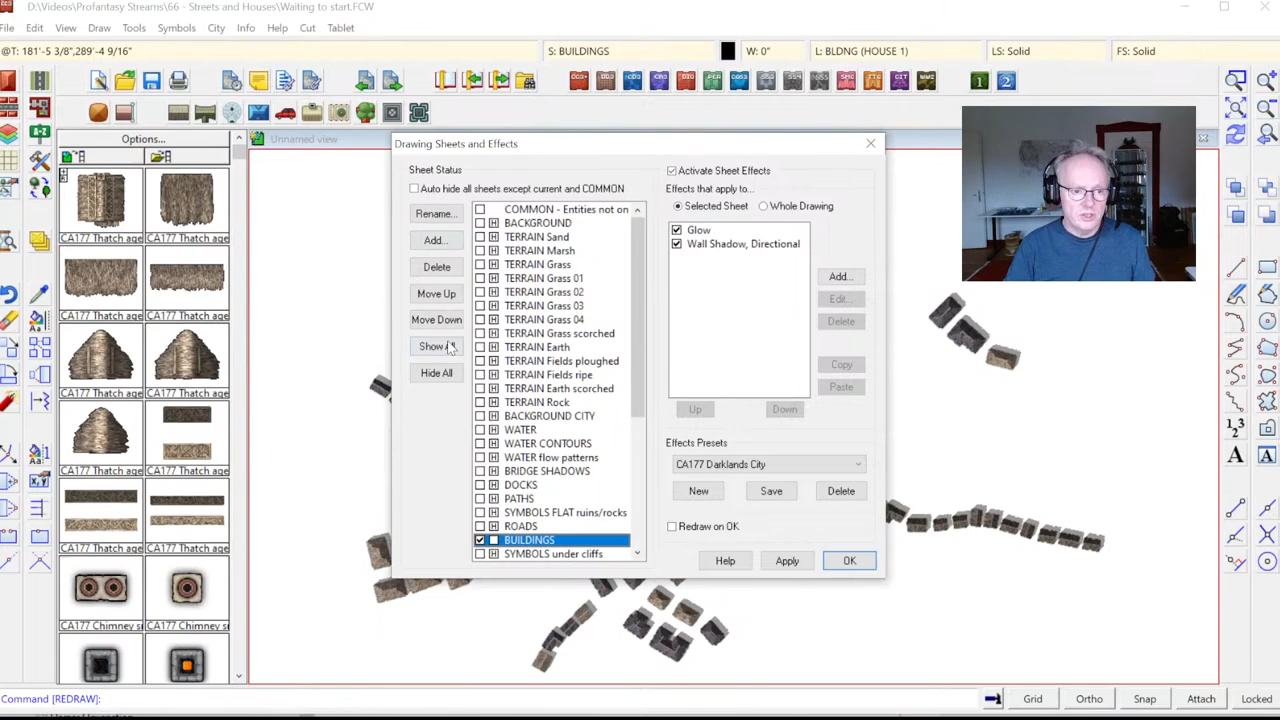 D:\Videos\Profantasy Streams\66 - Streets and Houses\Waiting to start.FCW
File Edit View Draw Tools Symbols City Info Help Cut Tablet
@T: 181'-5 3/8",289'-4 9/16" S: BUILDINGS W: 0" L: BLDNG (HOUSE 1) LS: Solid FS: Solid
Options... Unnamed view
Drawing Sheets and Effects
Sheet Status
Auto hide all sheets except current and COMMON
Rename...
Add...
Delete
Move Up
Move Down
Show All
Hide All
COMMON - Entities not on
BACKGROUND
TERRAIN Sand
TERRAIN Marsh
TERRAIN Grass
TERRAIN Grass 01
TERRAIN Grass 02
TERRAIN Grass 03
TERRAIN Grass 04
TERRAIN Grass scorched
TERRAIN Earth
TERRAIN Fields ploughed
TERRAIN Fields ripe
TERRAIN Earth scorched
TERRAIN Rock
BACKGROUND CITY
WATER
WATER CONTOURS
WATER flow patterns
BRIDGE SHADOWS
DOCKS
PATHS
SYMBOLS FLAT ruins/rocks
ROADS
BUILDINGS
SYMBOLS under cliffs
Activate Sheet Effects
Effects that apply to...
Selected Sheet Whole Drawing
Glow
Wall Shadow, Directional
Add...
Edit...
Delete
Copy
Paste
Up Down
Effects Presets
CA177 Darklands City
New Save Delete
Redraw on OK
Help Apply OK
CA177 Thatch age CA177 Thatch age
CA177 Thatch age CA177 Thatch age
CA177 Thatch age CA177 Thatch age
CA177 Thatch age CA177 Thatch age
CA177 Thatch age CA177 Thatch age
CA177 Chimney sr CA177 Chimney sr
Command [REDRAW]: Grid Ortho Snap Attach Locked